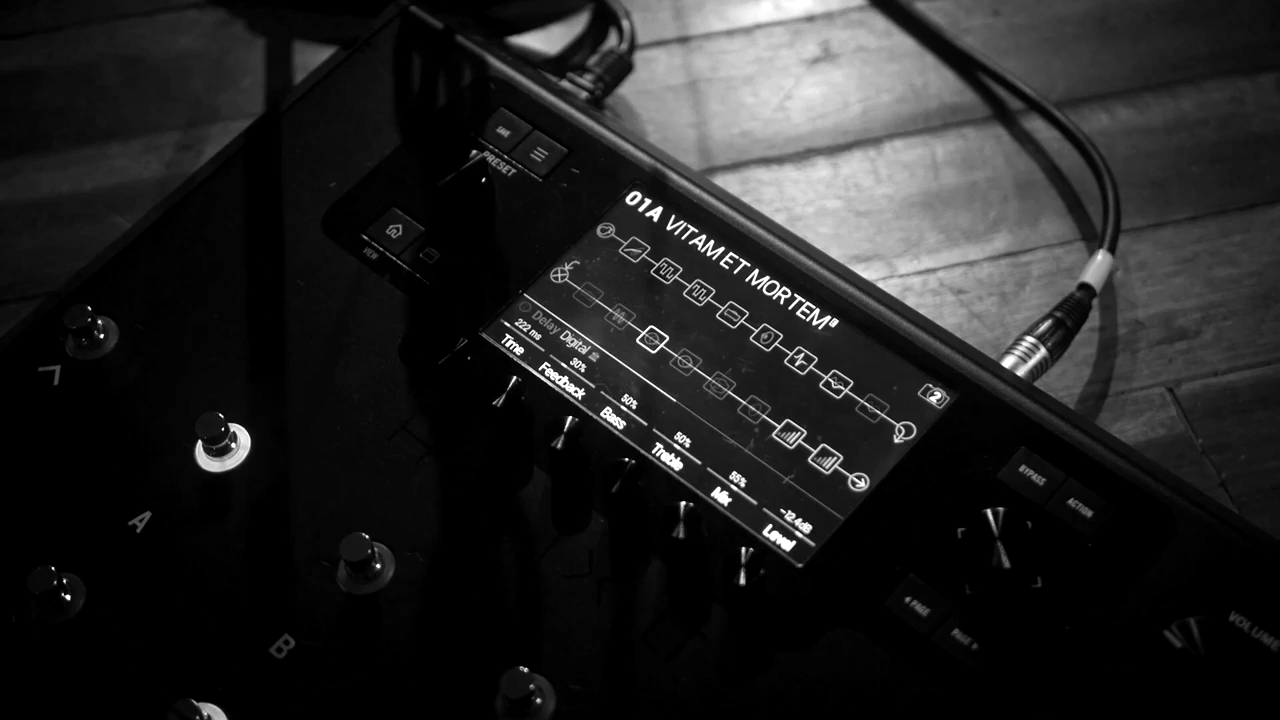 SAVE
PRESET
VIEW
01A VITAM ET MORTEM
2
Delay Digital
222 ms 30% 50% 50% 55% -12.4dB
Time Feedback Bass Treble Mix Level
BYPASS ACTION
PAGE
PAGE
VOLUME
A
B